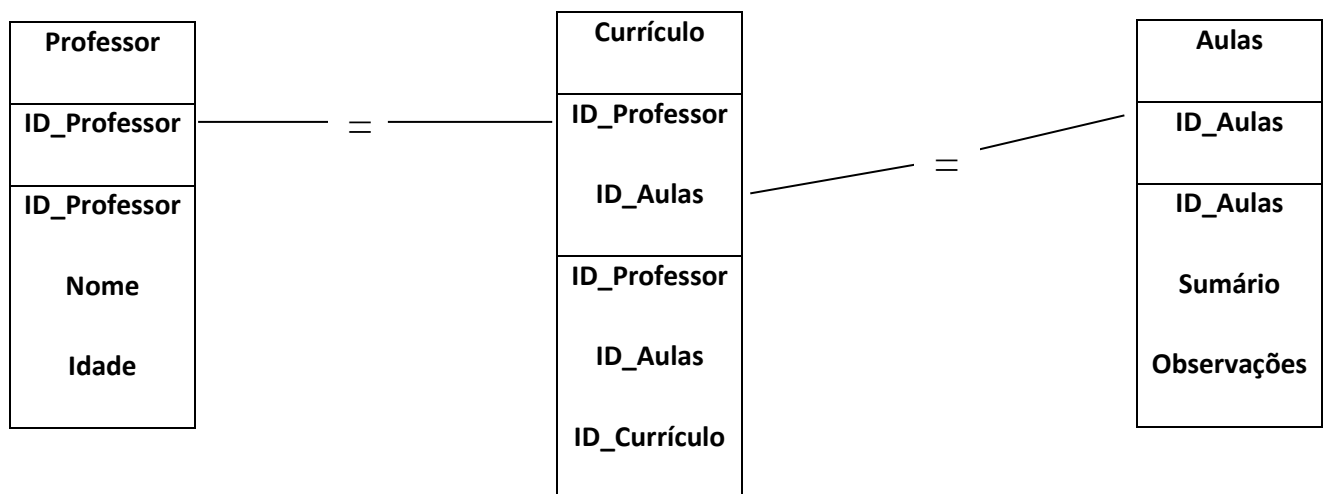 Professor
ID_Professor
ID_Professor
Nome
Idade
=
Currículo
ID_Professor
ID_Aulas
ID_Professor
ID_Aulas
ID_Currículo
=
Aulas
ID_Aulas
ID_Aulas
Sumário
Observações